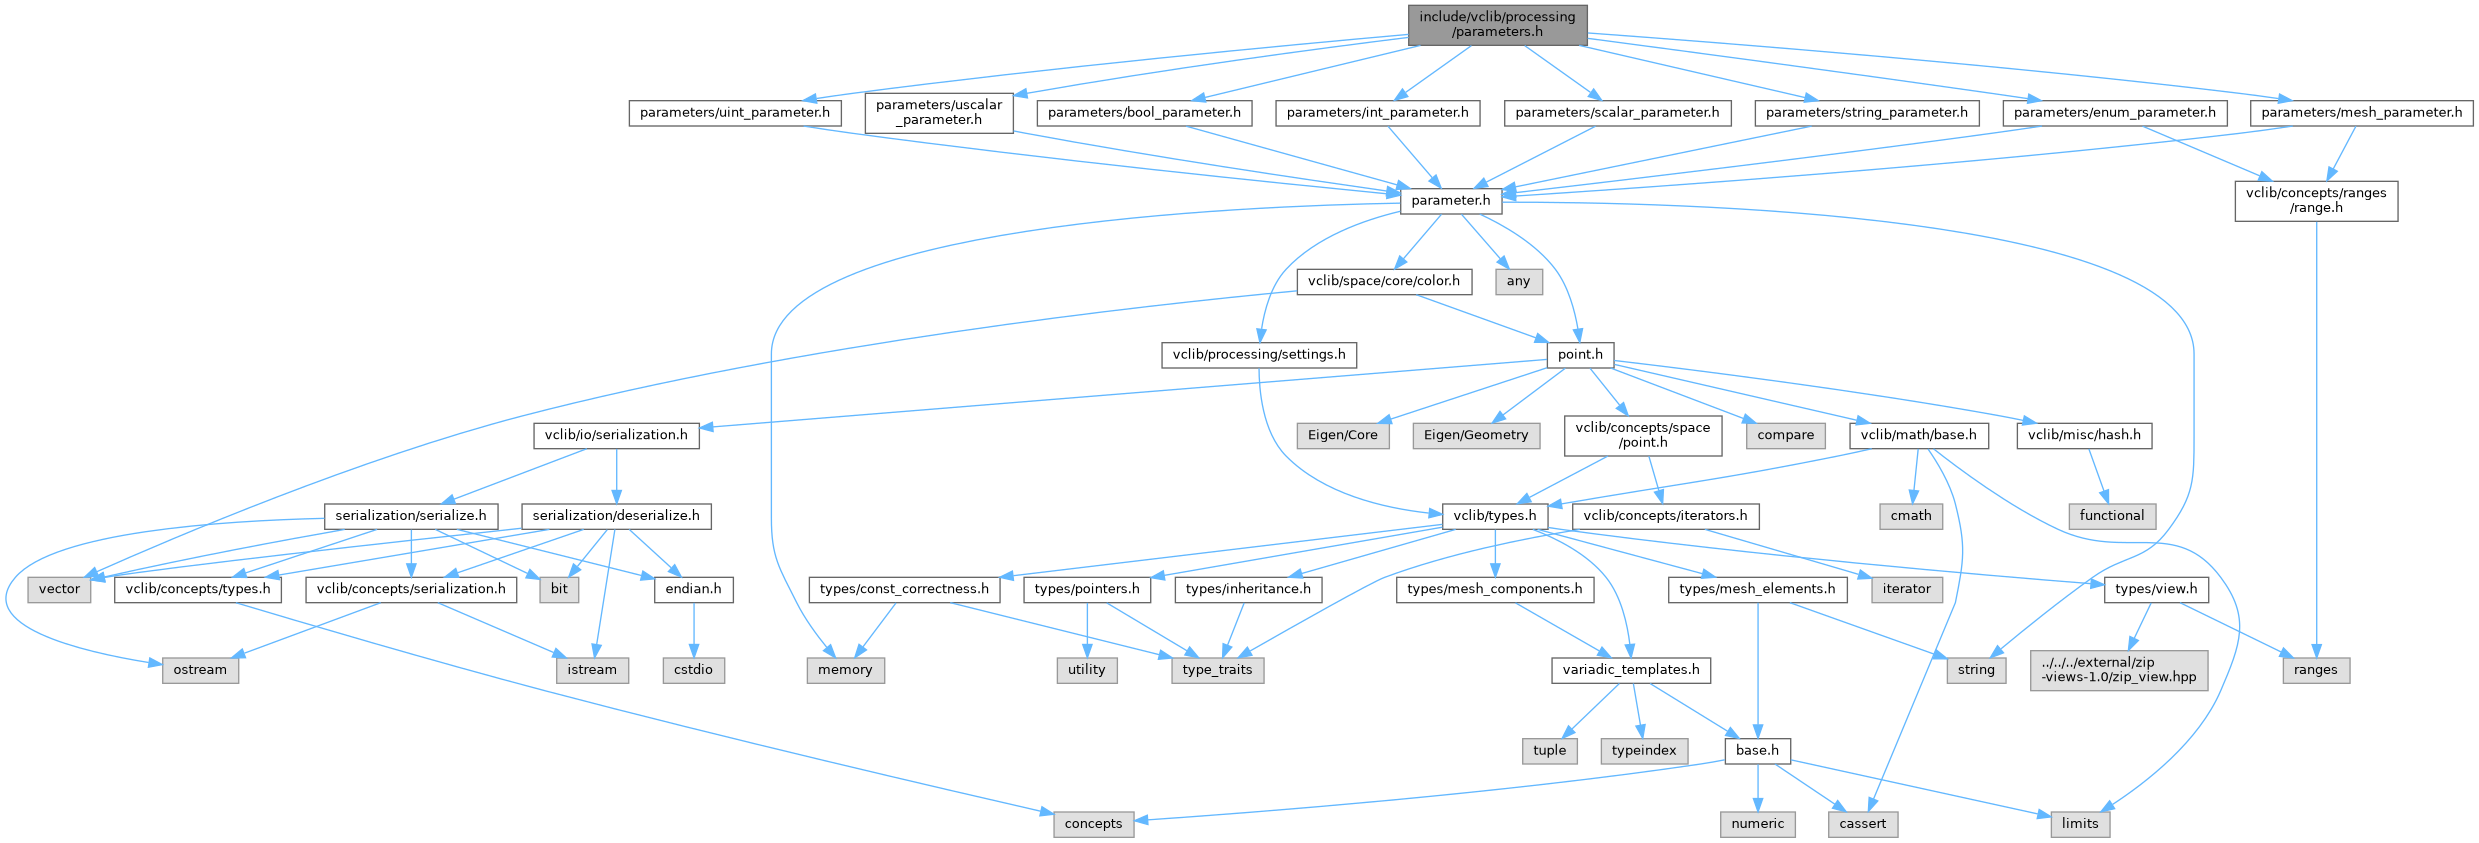 include/vclib/processing
/parameters.h
parameters/uint_parameter.h
parameters/uscalar
_parameter.h
parameters/bool_parameter.h
parameters/int_parameter.h
parameters/scalar_parameter.h
parameters/string_parameter.h
parameters/enum_parameter.h
parameters/mesh_parameter.h
parameter.h
vclib/concepts/ranges
/range.h
vclib/space/core/color.h
any
vclib/processing/settings.h
point.h
vclib/io/serialization.h
Eigen/Core
Eigen/Geometry
vclib/concepts/space
/point.h
compare
vclib/math/base.h
vclib/misc/hash.h
serialization/serialize.h
serialization/deserialize.h
vclib/types.h
vclib/concepts/iterators.h
cmath
functional
vector
vclib/concepts/types.h
vclib/concepts/serialization.h
bit
endian.h
types/const_correctness.h
types/pointers.h
types/inheritance.h
types/mesh_components.h
types/mesh_elements.h
iterator
types/view.h
ostream
istream
cstdio
memory
utility
type_traits
variadic_templates.h
string
../../../external/zip
-views-1.0/zip_view.hpp
ranges
tuple
typeindex
base.h
concepts
numeric
cassert
limits